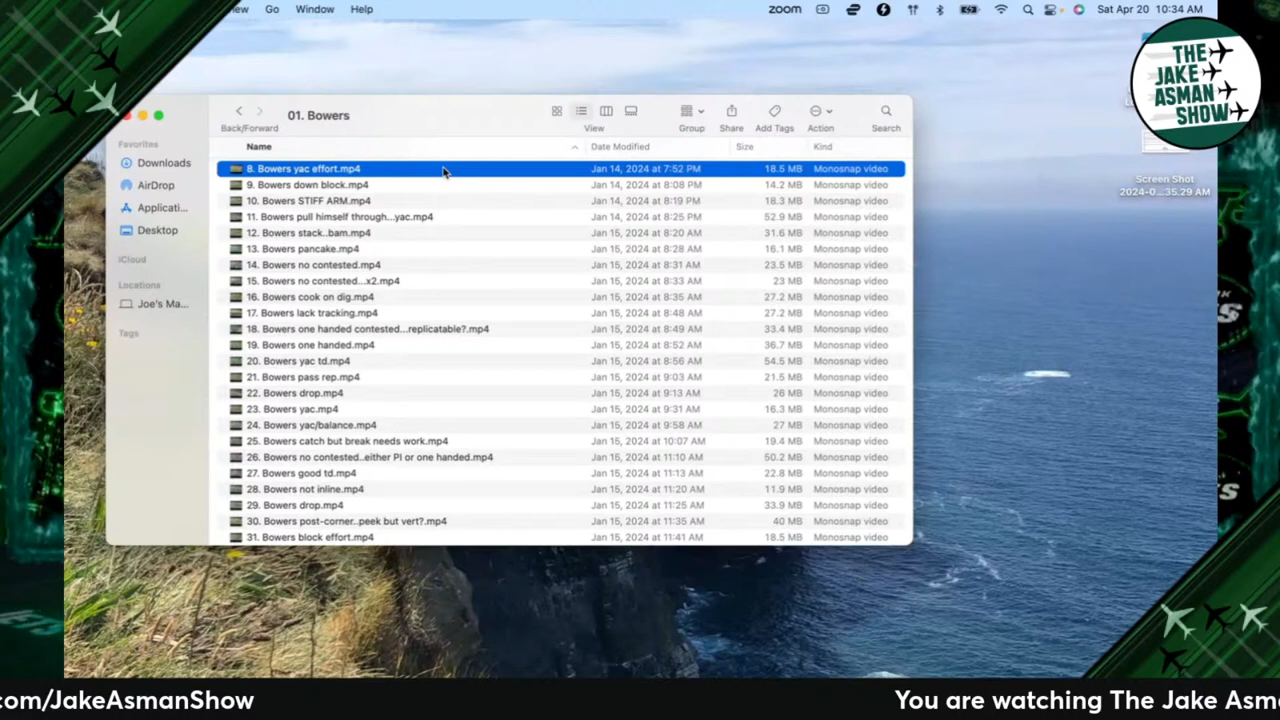 ew Go Window Help
zoom Sat Apr 20 10:34 AM
THE
JAKE
ASMAN
SHOW
01. Bowers
Back/Forward View Group Share Add Tags Action Search
Favorites
Downloads
AirDrop
Applicati...
Desktop
iCloud
Locations
Joe's Ma...
Tags
Name Date Modified Size Kind
8. Bowers yac effort.mp4 Jan 14, 2024 at 7:52 PM 18.5 MB Monosnap video
9. Bowers down block.mp4 Jan 14, 2024 at 8:08 PM 14.2 MB Monosnap video
10. Bowers STIFF ARM.mp4 Jan 14, 2024 at 8:19 PM 18.3 MB Monosnap video
11. Bowers pull himself through...yac.mp4 Jan 14, 2024 at 8:25 PM 52.9 MB Monosnap video
12. Bowers stack..bam.mp4 Jan 15, 2024 at 8:20 AM 31.6 MB Monosnap video
13. Bowers pancake.mp4 Jan 15, 2024 at 8:28 AM 16.1 MB Monosnap video
14. Bowers no contested.mp4 Jan 15, 2024 at 8:31 AM 23.5 MB Monosnap video
15. Bowers no contested...x2.mp4 Jan 15, 2024 at 8:33 AM 23 MB Monosnap video
16. Bowers cook on dig.mp4 Jan 15, 2024 at 8:35 AM 27.2 MB Monosnap video
17. Bowers lack tracking.mp4 Jan 15, 2024 at 8:48 AM 27.2 MB Monosnap video
18. Bowers one handed contested...replicatable?.mp4 Jan 15, 2024 at 8:49 AM 33.4 MB Monosnap video
19. Bowers one handed.mp4 Jan 15, 2024 at 8:52 AM 36.7 MB Monosnap video
20. Bowers yac td.mp4 Jan 15, 2024 at 8:56 AM 54.5 MB Monosnap video
21. Bowers pass rep.mp4 Jan 15, 2024 at 9:03 AM 21.5 MB Monosnap video
22. Bowers drop.mp4 Jan 15, 2024 at 9:13 AM 26 MB Monosnap video
23. Bowers yac.mp4 Jan 15, 2024 at 9:31 AM 16.3 MB Monosnap video
24. Bowers yac/balance.mp4 Jan 15, 2024 at 9:58 AM 27 MB Monosnap video
25. Bowers catch but break needs work.mp4 Jan 15, 2024 at 10:07 AM 19.4 MB Monosnap video
26. Bowers no contested..either PI or one handed.mp4 Jan 15, 2024 at 11:10 AM 50.2 MB Monosnap video
27. Bowers good td.mp4 Jan 15, 2024 at 11:13 AM 22.8 MB Monosnap video
28. Bowers not inline.mp4 Jan 15, 2024 at 11:20 AM 11.9 MB Monosnap video
29. Bowers drop.mp4 Jan 15, 2024 at 11:25 AM 33.9 MB Monosnap video
30. Bowers post-corner..peek but vert?.mp4 Jan 15, 2024 at 11:35 AM 40 MB Monosnap video
31. Bowers block effort.mp4 Jan 15, 2024 at 11:41 AM 18.5 MB Monosnap video
Screen Shot
2024-0...35.29 AM
com/JakeAsmanShow
You are watching The Jake Asm